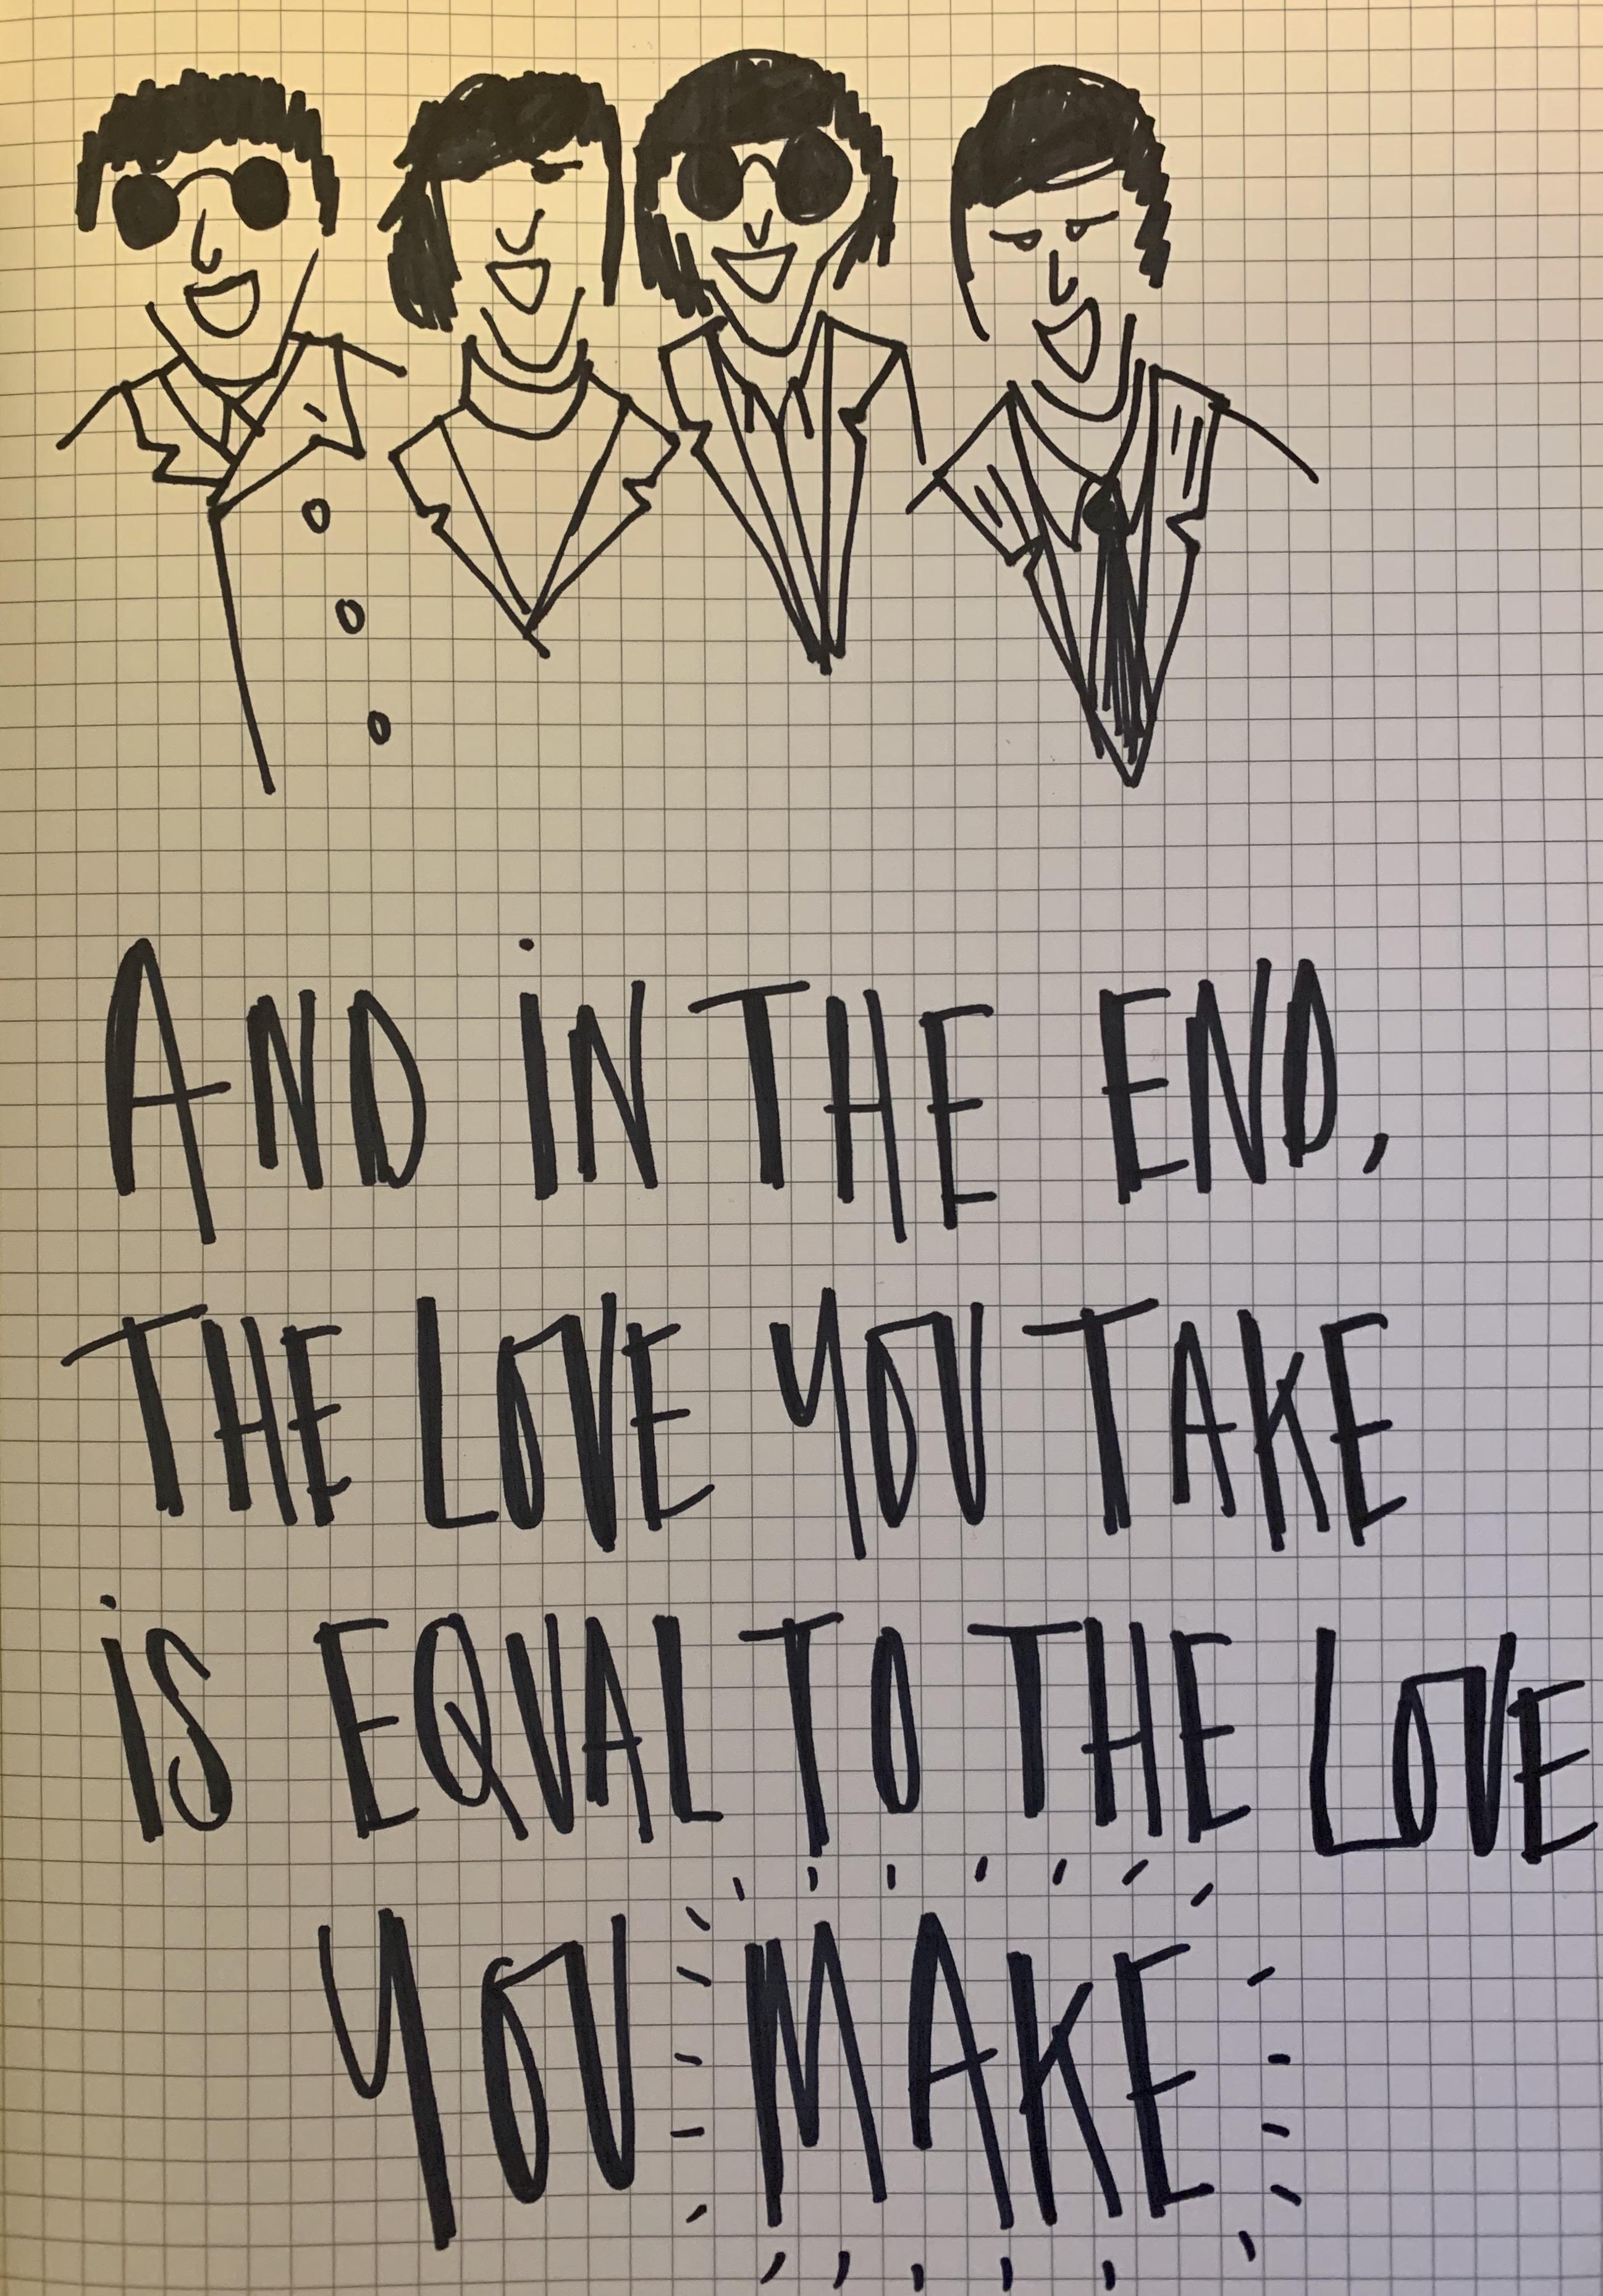 AND IN THE END,
THE LOVE YOU TAKE
IS EQUAL TO THE LOVE
YOU MAKE